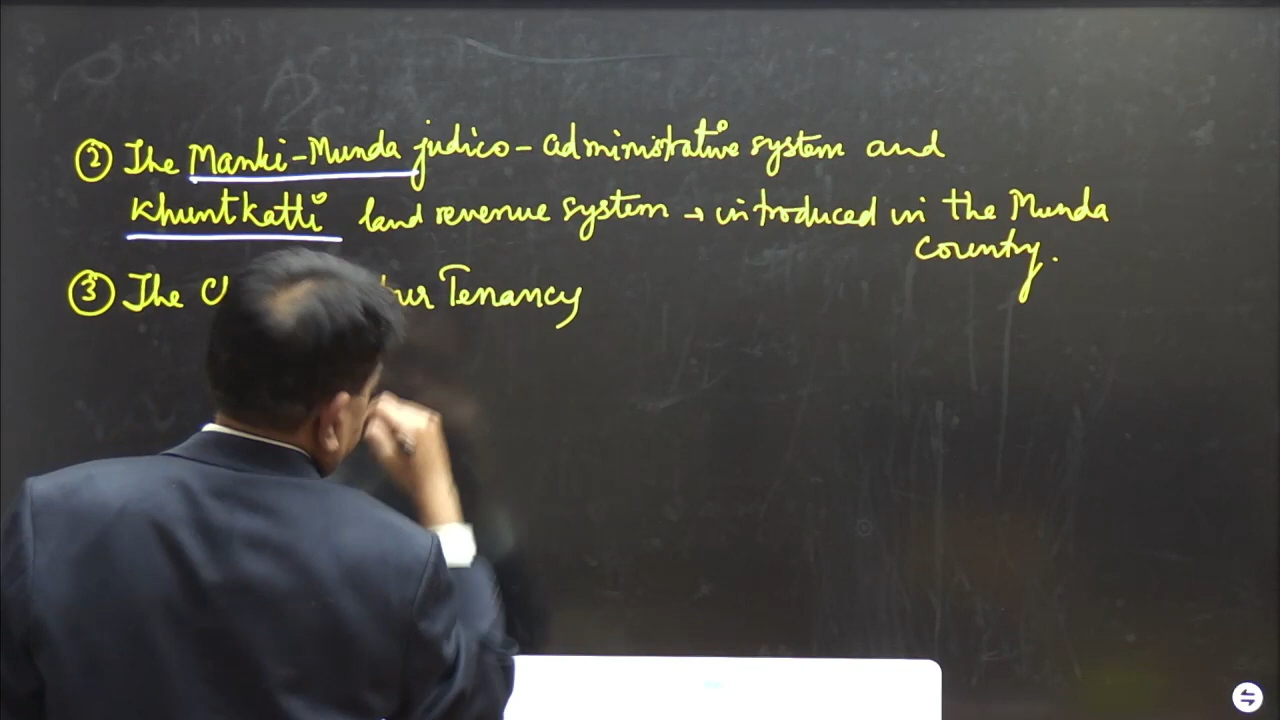 ② The Manki-Munda judico-administrative system and
Khuntkatti land revenue system → introduced in the Munda
country.
③ The Tenancy